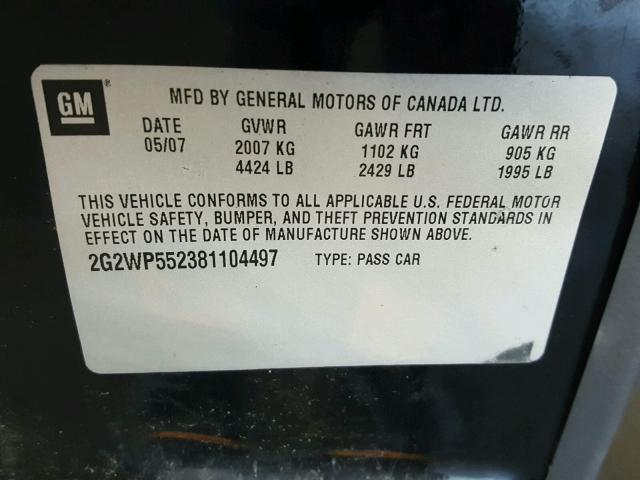 GM®
MFD BY GENERAL MOTORS OF CANADA LTD.
DATE GVWR GAWR FRT GAWR RR
05/07 2007 KG 1102 KG 905 KG
4424 LB 2429 LB 1995 LB
THIS VEHICLE CONFORMS TO ALL APPLICABLE U.S. FEDERAL MOTOR
VEHICLE SAFETY, BUMPER, AND THEFT PREVENTION STANDARDS IN
EFFECT ON THE DATE OF MANUFACTURE SHOWN ABOVE.
2G2WP552381104497 TYPE: PASS CAR